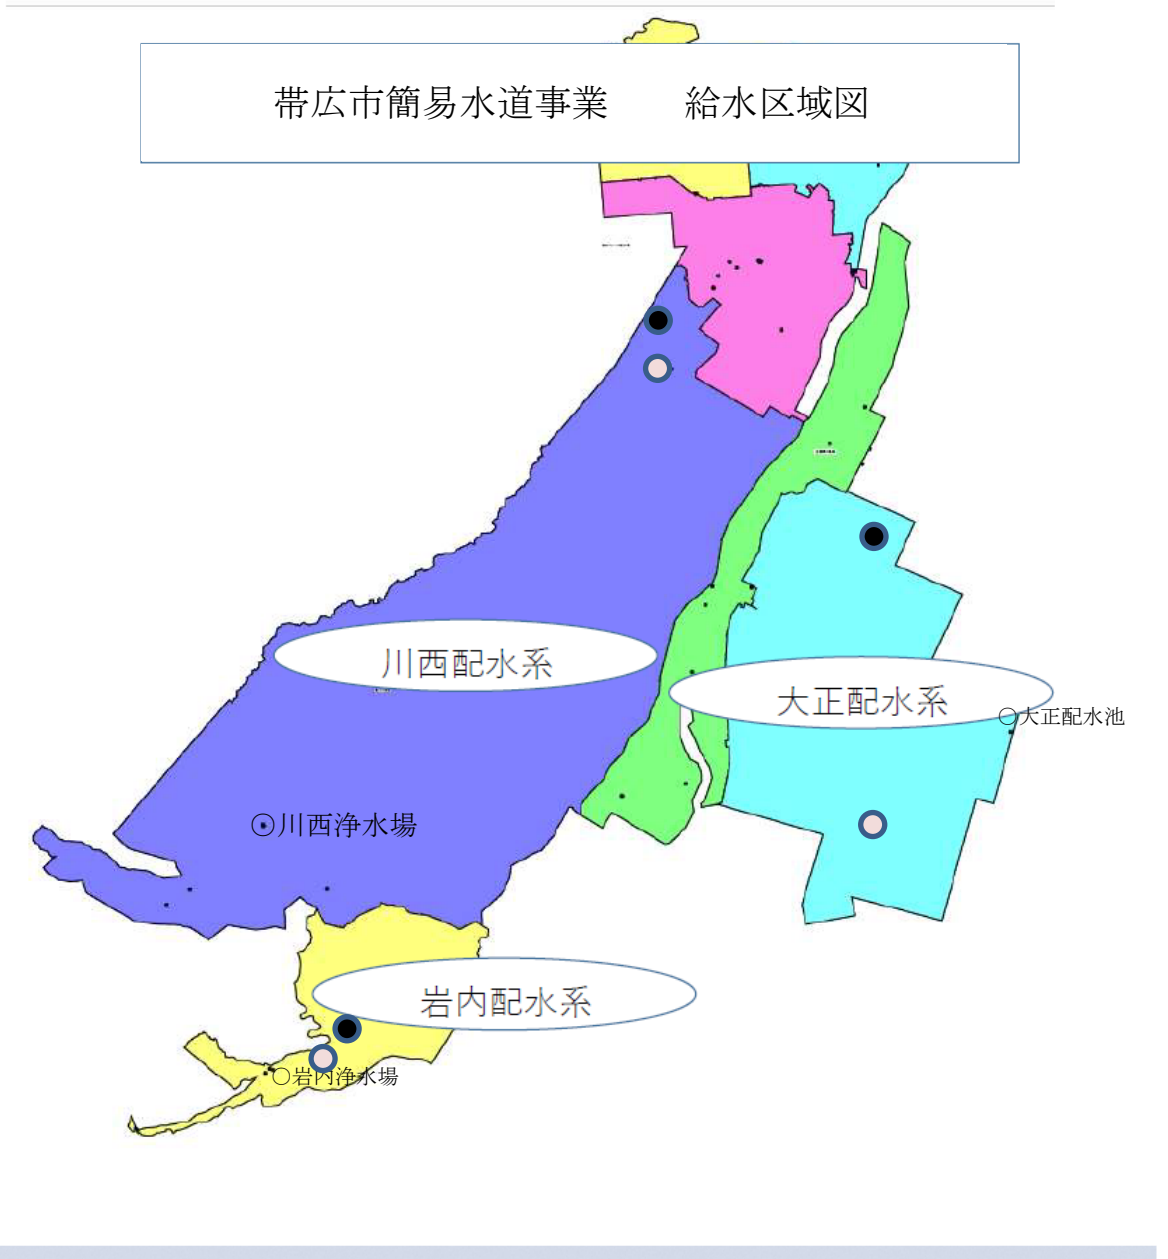 帯広市簡易水道事業　　給水区域図
川西配水系
大正配水系
○大正配水池
⊙川西浄水場
岩内配水系
○岩内浄水場